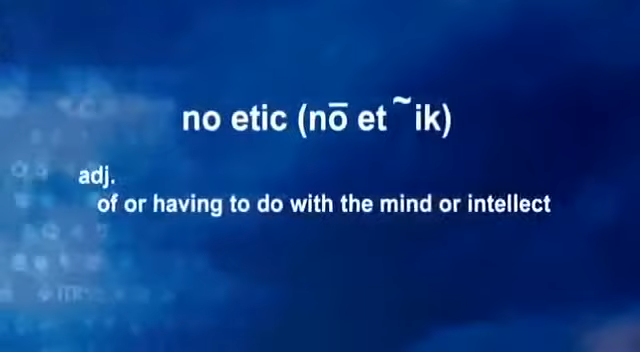 no etic (nō et ˜ ik)
adj.
of or having to do with the mind or intellect